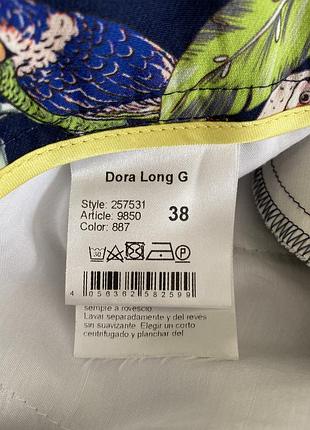 Dora Long G
Style: 257531
Article: 9850
Color: 887
38
4 056362 582599
sempre a rovescio.
Lavar separadamente y del revés
sin suavizante. Elegir un corto
centrifugado y planchar del